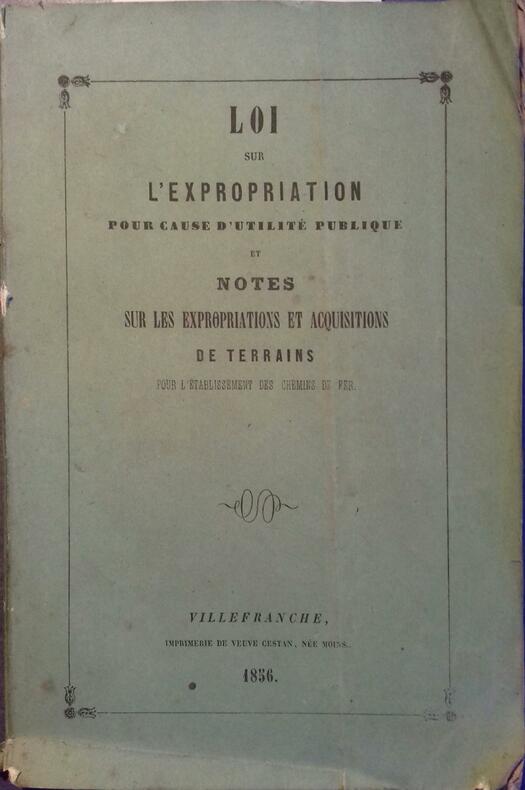 LOI
SUR
L'EXPROPRIATION
POUR CAUSE D'UTILITÉ PUBLIQUE
ET
NOTES
SUR LES EXPROPRIATIONS ET ACQUISITIONS
DE TERRAINS
POUR L'ÉTABLISSEMENT DES CHEMINS DE FER.
VILLEFRANCHE,
IMPRIMERIE DE VEUVE CESTAN, NÉE MOINS.
1856.